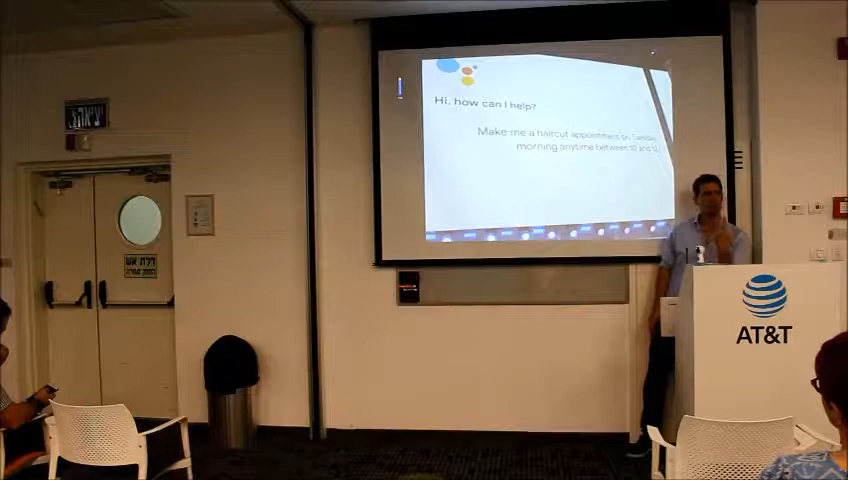 יציאה
Hi, how can I help?
Make me a haircut appointment on Tuesday
morning anytime between 10 and 12
דלת אש
AT&T